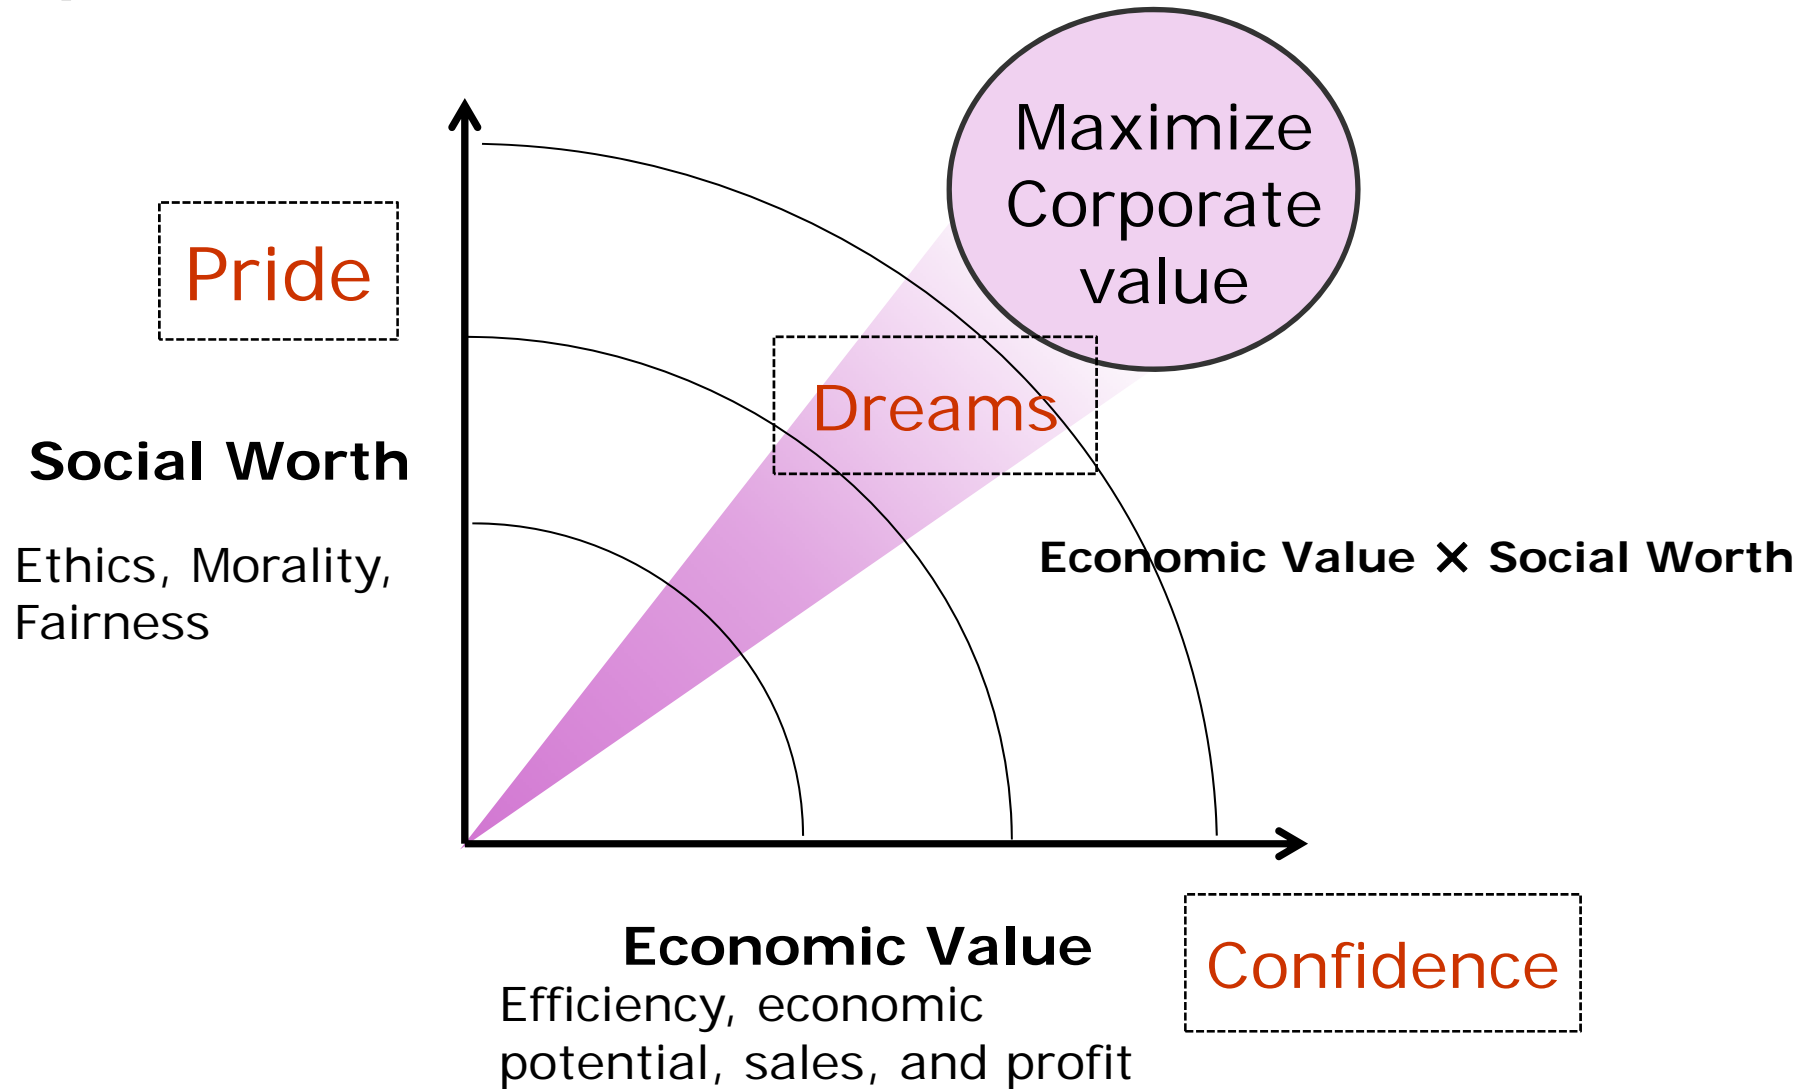 Maximize
Corporate
value
Pride
Dreams
Social Worth
Ethics, Morality,
Fairness
Economic Value × Social Worth
Economic Value
Efficiency, economic
potential, sales, and profit
Confidence